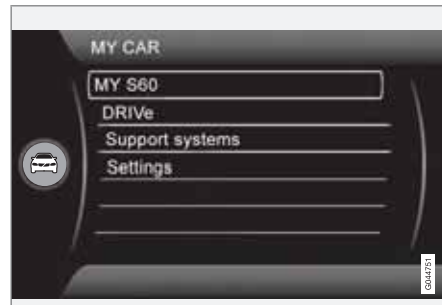 MY CAR
MY S60
DRIVe
Support systems
Settings
G044751